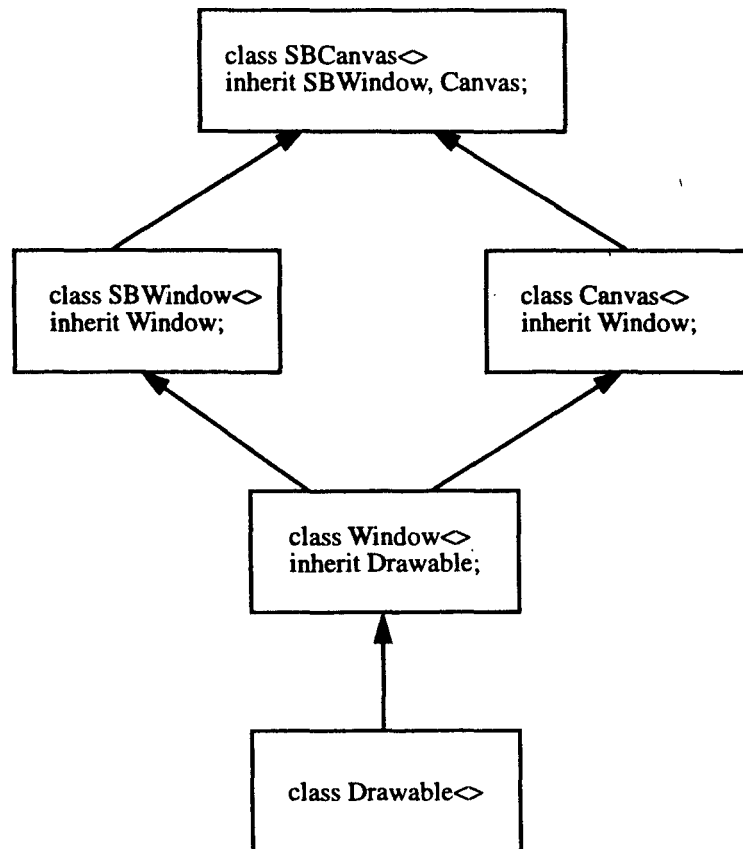 class SBCanvas<>
inherit SBWindow, Canvas;
class SBWindow<>
inherit Window;
class Canvas<>
inherit Window;
class Window<>
inherit Drawable;
class Drawable<>